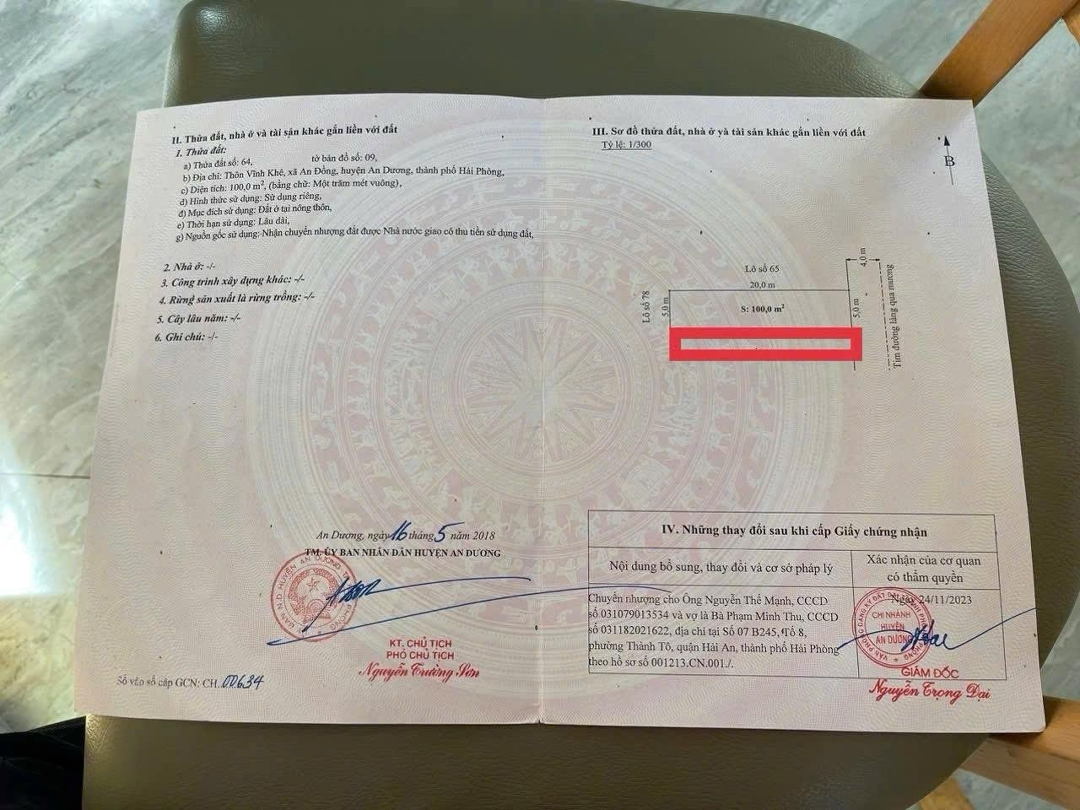 II. Thửa đất, nhà ở và tài sản khác gắn liền với đất
1. Thửa đất:
a) Thửa đất số: 64, tờ bản đồ số: 09,
b) Địa chỉ: Thôn Vĩnh Khê, xã An Đồng, huyện An Dương, thành phố Hải Phòng,
c) Diện tích: 100,0 m², (bằng chữ: Một trăm mét vuông),
d) Hình thức sử dụng: Sử dụng riêng,
đ) Mục đích sử dụng: Đất ở tại nông thôn,
e) Thời hạn sử dụng: Lâu dài,
g) Nguồn gốc sử dụng: Nhận chuyển nhượng đất được Nhà nước giao có thu tiền sử dụng đất,
2. Nhà ở: -/-
3. Công trình xây dựng khác: -/-
4. Rừng sản xuất là rừng trồng: -/-
5. Cây lâu năm: -/-
6. Ghi chú: -/-
An Dương, ngày 16 tháng 5 năm 2018
TM. ỦY BAN NHÂN DÂN HUYỆN AN DƯƠNG
KT. CHỦ TỊCH
PHÓ CHỦ TỊCH
Nguyễn Trường Sơn
Số vào sổ cấp GCN: CH 00634
III. Sơ đồ thửa đất, nhà ở và tài sản khác gắn liền với đất
Tỷ lệ: 1/300
B
Lô số 65
20,0 m
4,0 m
Lô số 78
5,0 m
S: 100,0 m²
5,0 m
Tim đường láng qua mương
IV. Những thay đổi sau khi cấp Giấy chứng nhận
Nội dung bổ sung, thay đổi và cơ sở pháp lý
Xác nhận của cơ quan
có thẩm quyền
Chuyển nhượng cho Ông Nguyễn Thế Mạnh, CCCD
số 031079013534 và vợ là Bà Phạm Minh Thu, CCCD
số 031182021622, địa chỉ tại Số 07 B245, Tổ 8,
phường Thành Tô, quận Hải An, thành phố Hải Phòng
theo hồ sơ số 001213.CN.001./.
Ngày 24/11/2023
CHI NHÁNH
HUYỆN
AN DƯƠNG
GIÁM ĐỐC
Nguyễn Trọng Đại